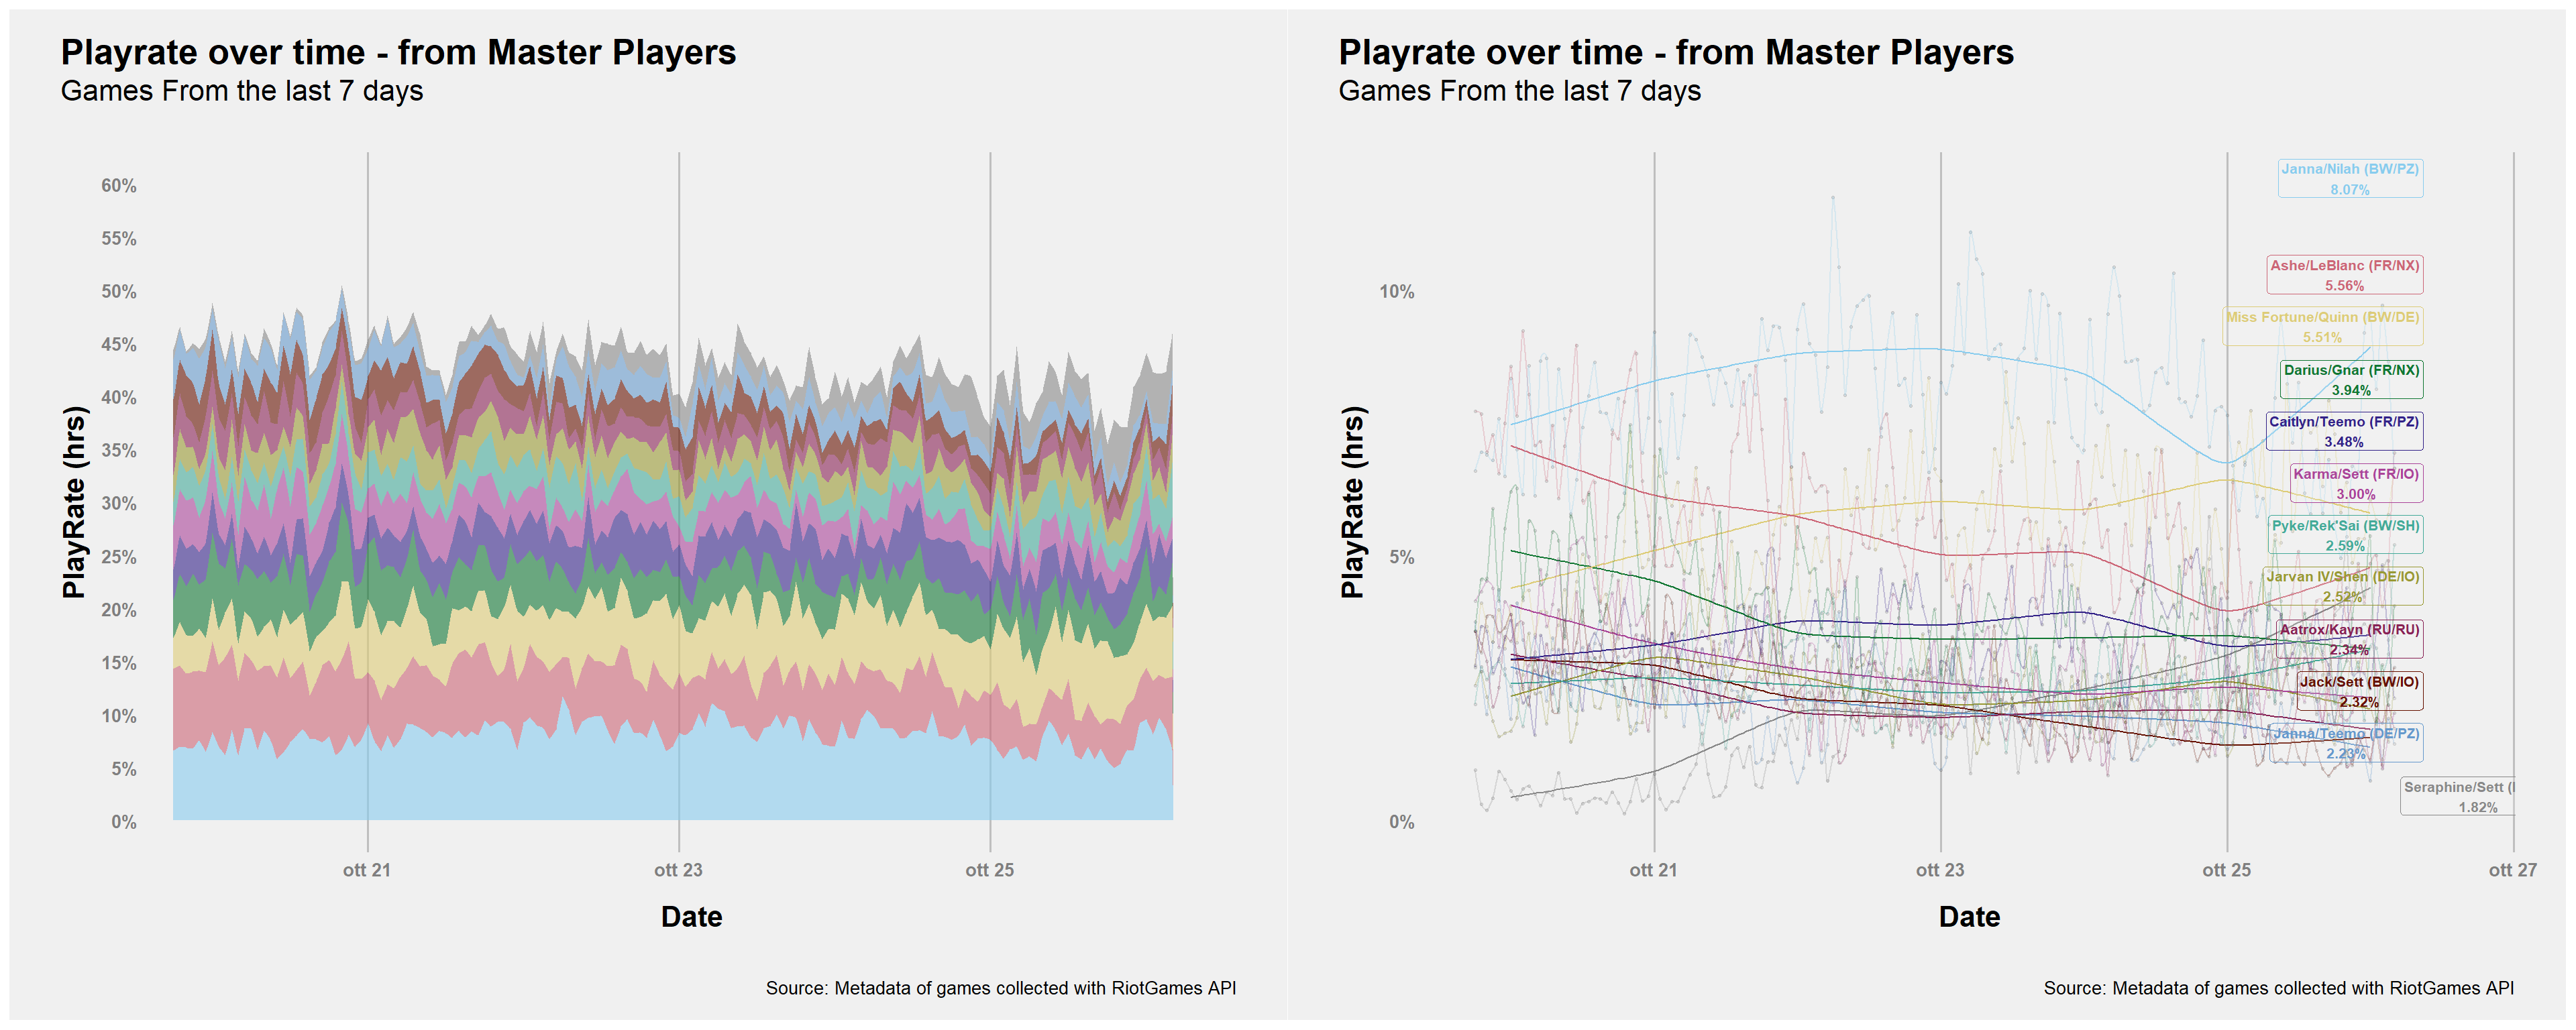 Playrate over time - from Master Players
Games From the last 7 days
60%
55%
50%
45%
40%
35%
30%
25%
20%
15%
10%
5%
0%
PlayRate (hrs)
ott 21
ott 23
ott 25
Date
Source: Metadata of games collected with RiotGames API
Playrate over time - from Master Players
Games From the last 7 days
10%
5%
0%
PlayRate (hrs)
Janna/Nilah (BW/PZ)
8.07%
Ashe/LeBlanc (FR/NX)
5.56%
Miss Fortune/Quinn (BW/DE)
5.51%
Darius/Gnar (FR/NX)
3.94%
Caitlyn/Teemo (FR/PZ)
3.48%
Karma/Sett (FR/IO)
3.00%
Pyke/Rek'Sai (BW/SH)
2.59%
Jarvan IV/Shen (DE/IO)
2.52%
Aatrox/Kayn (RU/RU)
2.34%
Jack/Sett (BW/IO)
2.32%
Janna/Teemo (DE/PZ)
2.23%
Seraphine/Sett (
1.82%
ott 21
ott 23
ott 25
ott 27
Date
Source: Metadata of games collected with RiotGames API